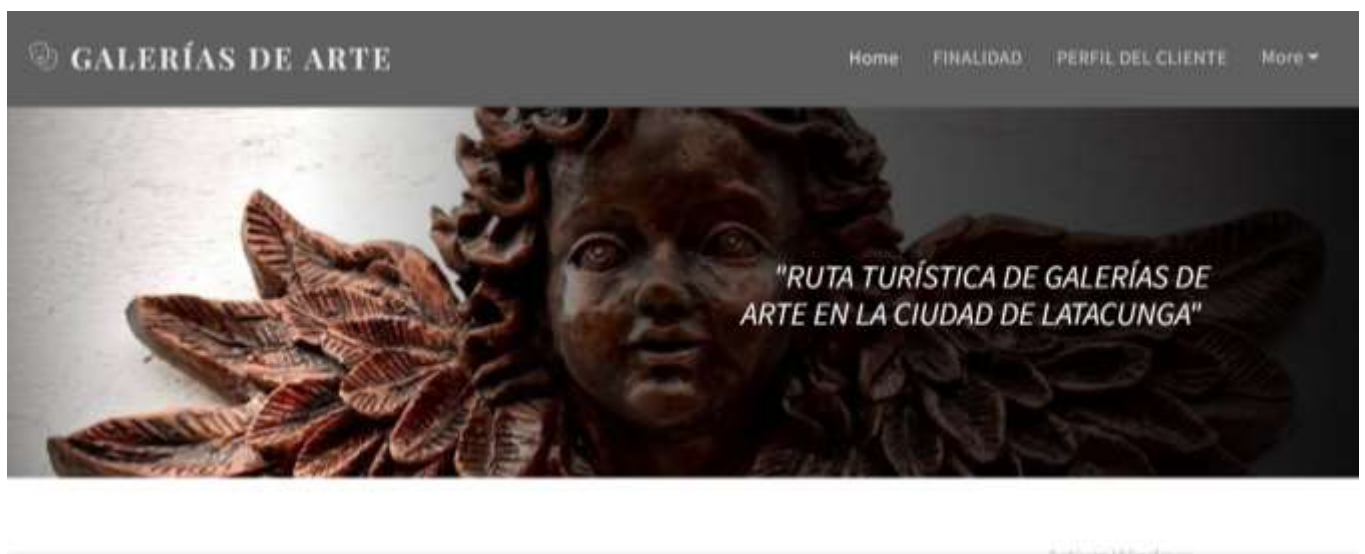 GALERÍAS DE ARTE
Home FINALIDAD PERFIL DEL CLIENTE More
"RUTA TURÍSTICA DE GALERÍAS DE
ARTE EN LA CIUDAD DE LATACUNGA"